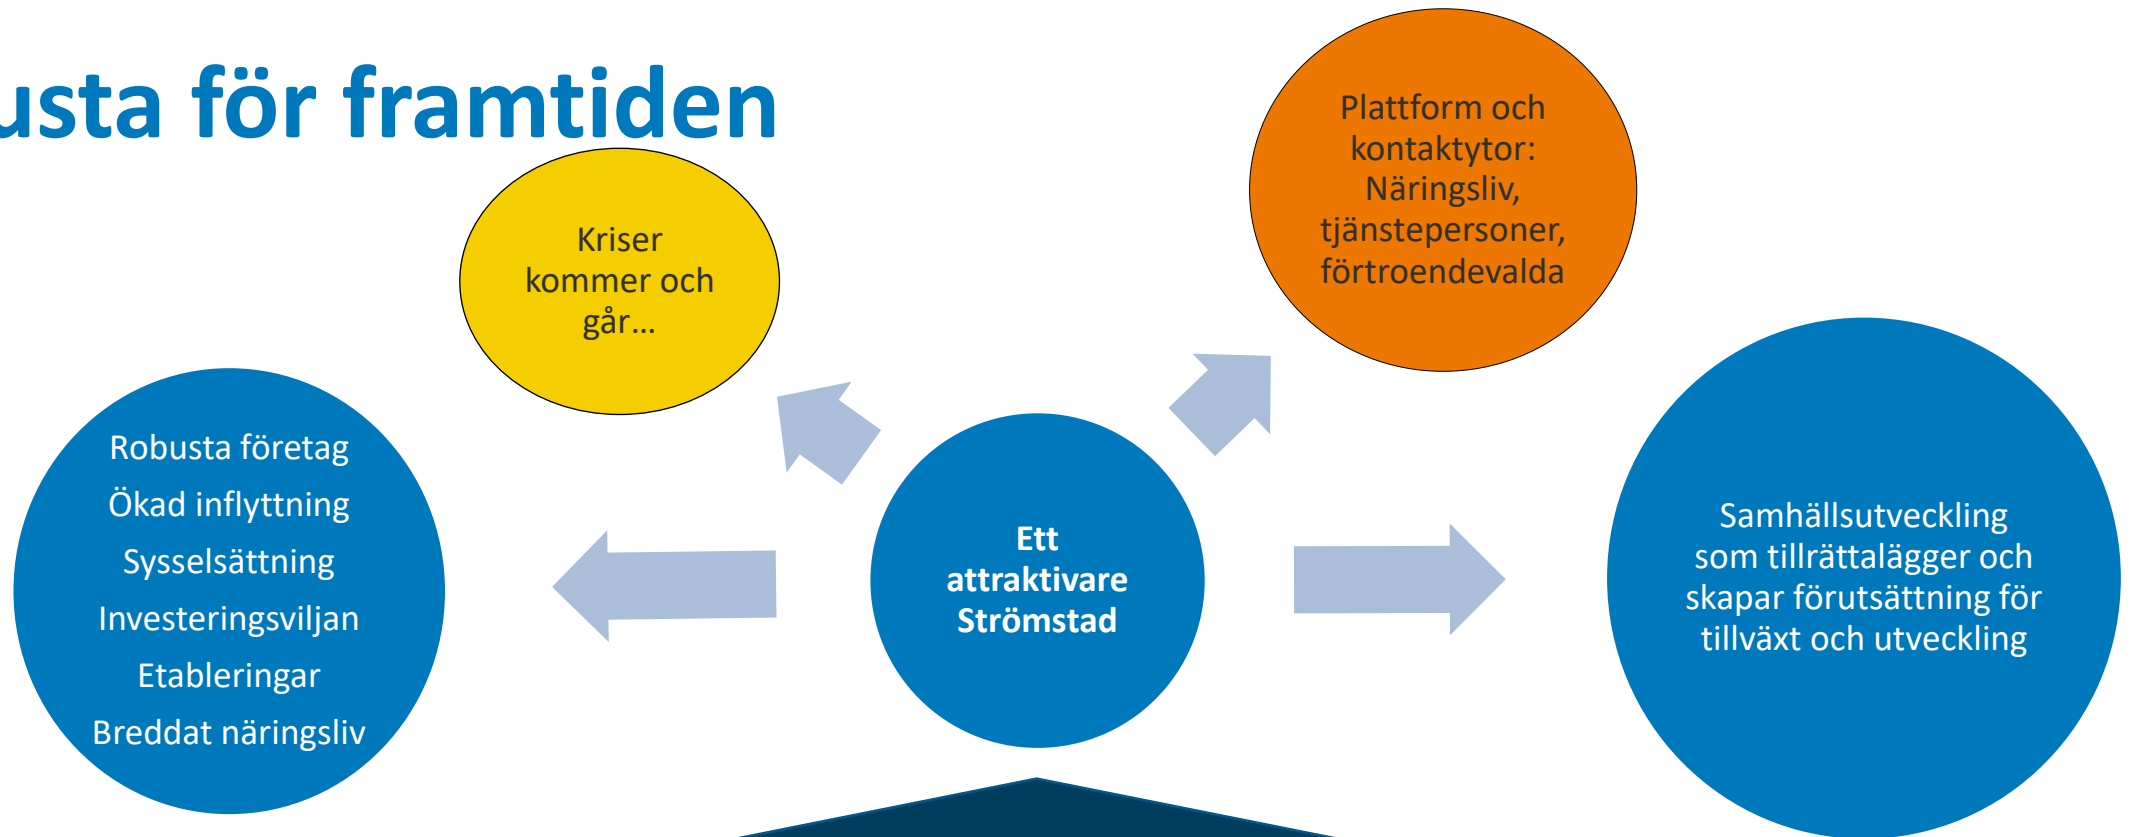 usta för framtiden
Plattform och
kontaktytor:
Näringsliv,
tjänstepersoner,
förtroendevalda
Kriser
kommer och
går...
Robusta företag
Ökad inflyttning
Sysselsättning
Investeringsviljan
Etableringar
Breddat näringsliv
Ett
attraktivare
Strömstad
Samhällsutveckling
som tillrättalägger och
skapar förutsättning för
tillväxt och utveckling